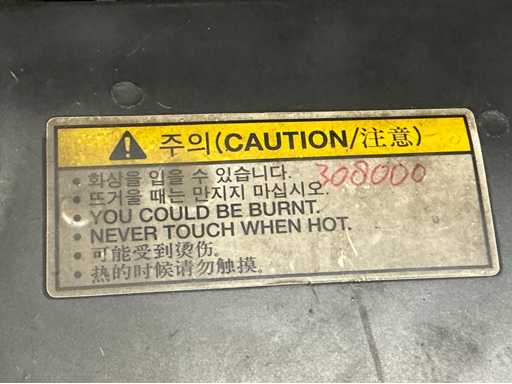 주의(CAUTION/注意)
• 화상을 입을 수 있습니다. 308000
• 뜨거울 때는 만지지 마십시오.
• YOU COULD BE BURNT.
• NEVER TOUCH WHEN HOT.
• 可能受到烫伤。
• 热的时候请勿触摸。